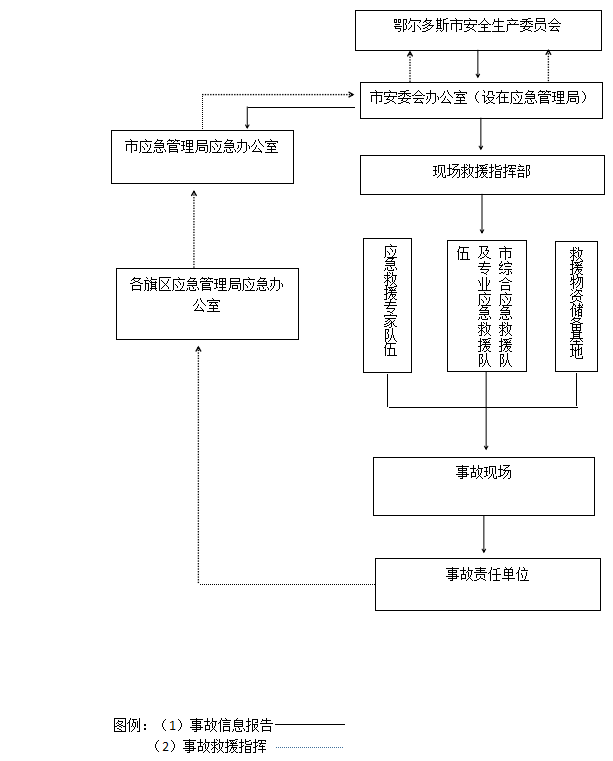 鄂尔多斯市安全生产委员会
市安委会办公室（设在应急管理局）
市应急管理局应急办公室
现场救援指挥部
各旗区应急管理局应急办
公室
应急救援专家队伍
市综合应急救援队
及专业应急救援队
伍
救援物资储备基地
事故现场
事故责任单位
图例：（1）事故信息报告
（2）事故救援指挥